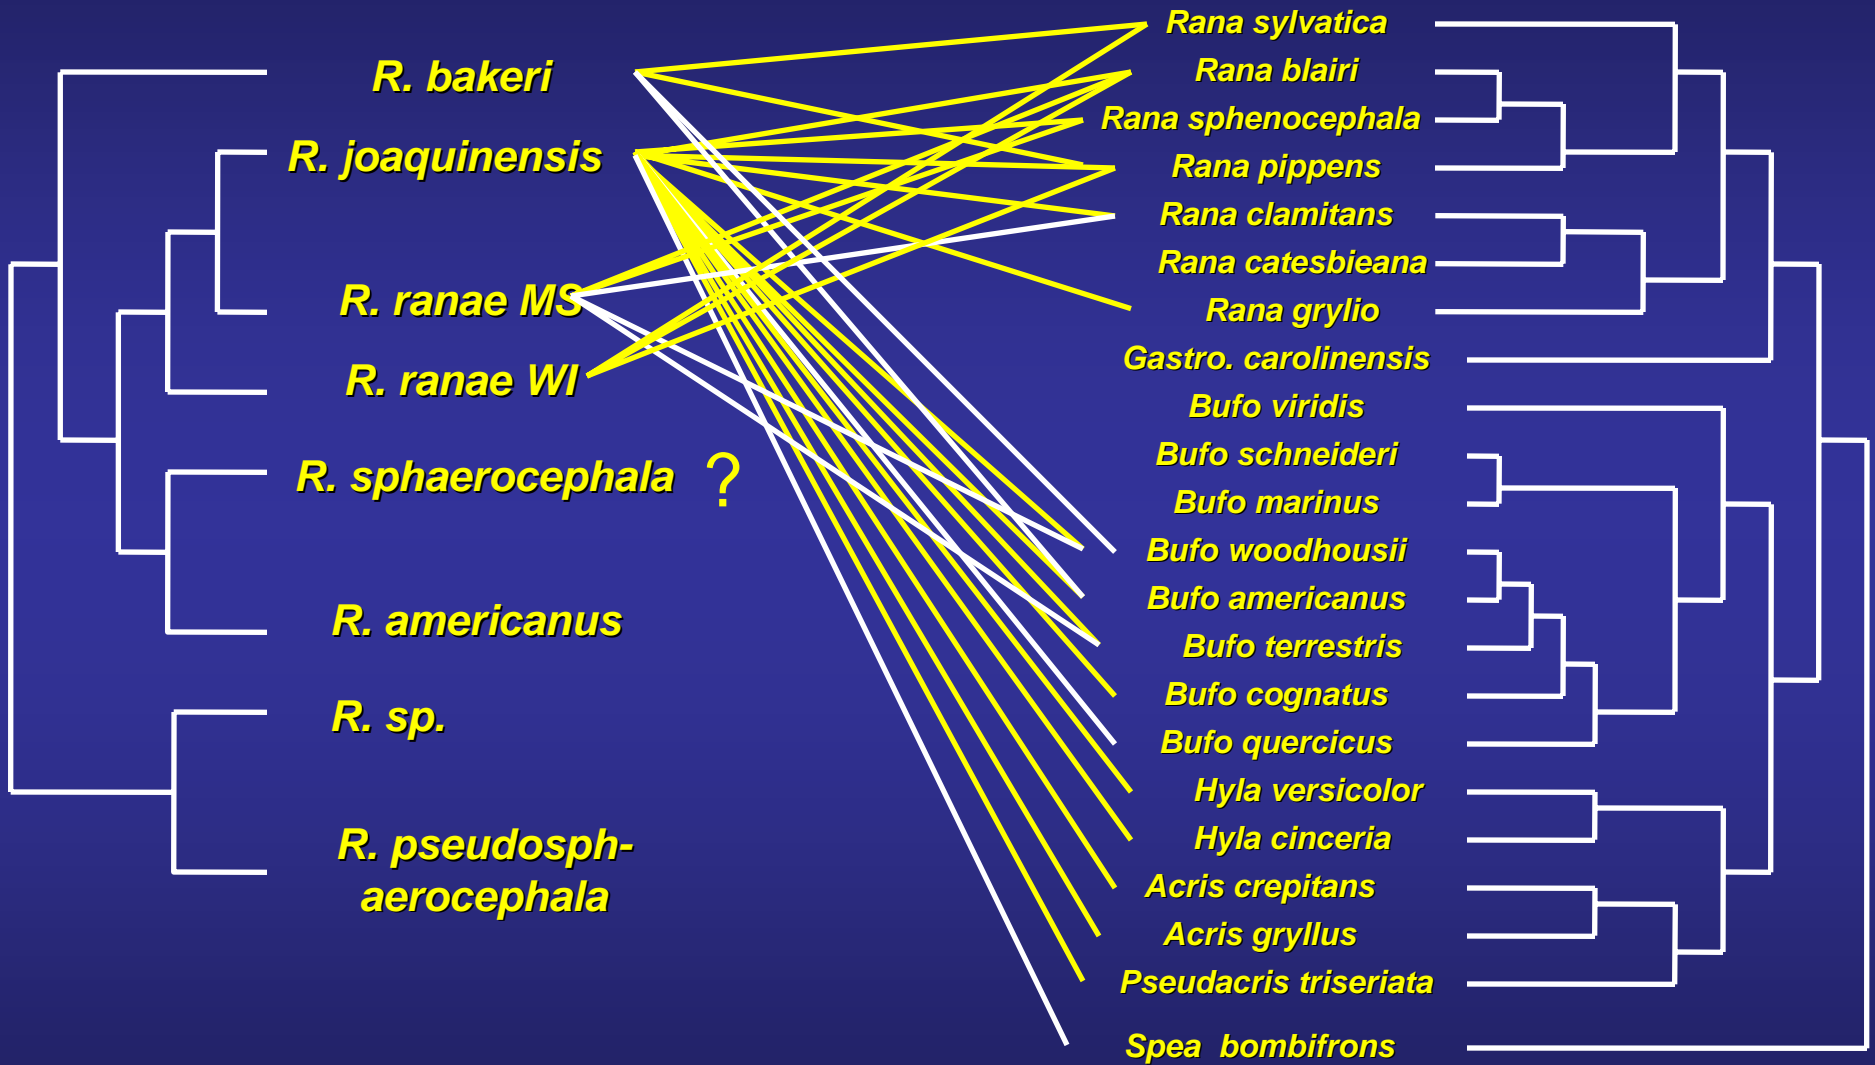 R. bakeri
R. joaquinensis
R. ranae MS
R. ranae WI
R. sphaerocephala ?
R. americanus
R. sp.
R. pseudosph-
aerocephala
Rana sylvatica
Rana blairi
Rana sphenocephala
Rana pippens
Rana clamitans
Rana catesbieana
Rana grylio
Gastro. carolinensis
Bufo viridis
Bufo schneideri
Bufo marinus
Bufo woodhousii
Bufo americanus
Bufo terrestris
Bufo cognatus
Bufo quercicus
Hyla versicolor
Hyla cinceria
Acris crepitans
Acris gryllus
Pseudacris triseriata
Spea bombifrons